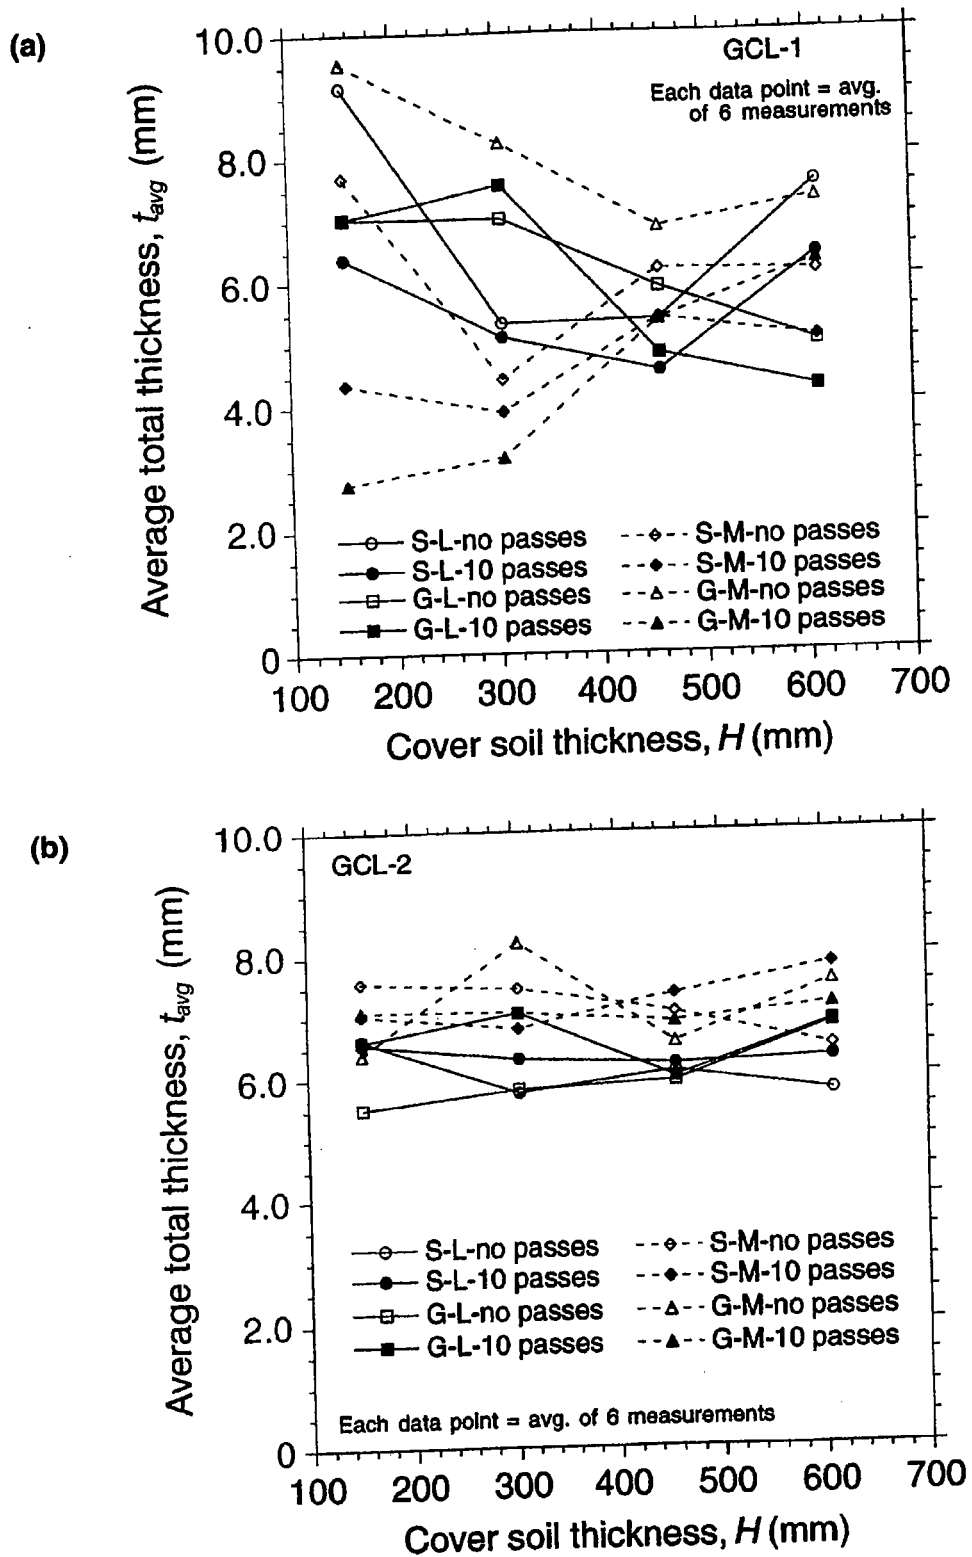 (a)
GCL-1
Each data point = avg.
of 6 measurements
Average total thickness, tavg (mm)
10.0
8.0
6.0
4.0
2.0
0
S-L-no passes
S-L-10 passes
G-L-no passes
G-L-10 passes
S-M-no passes
S-M-10 passes
G-M-no passes
G-M-10 passes
100 200 300 400 500 600 700
Cover soil thickness, H (mm)
(b)
GCL-2
Average total thickness, tavg (mm)
10.0
8.0
6.0
4.0
2.0
0
S-L-no passes
S-L-10 passes
G-L-no passes
G-L-10 passes
S-M-no passes
S-M-10 passes
G-M-no passes
G-M-10 passes
Each data point = avg. of 6 measurements
100 200 300 400 500 600 700
Cover soil thickness, H (mm)